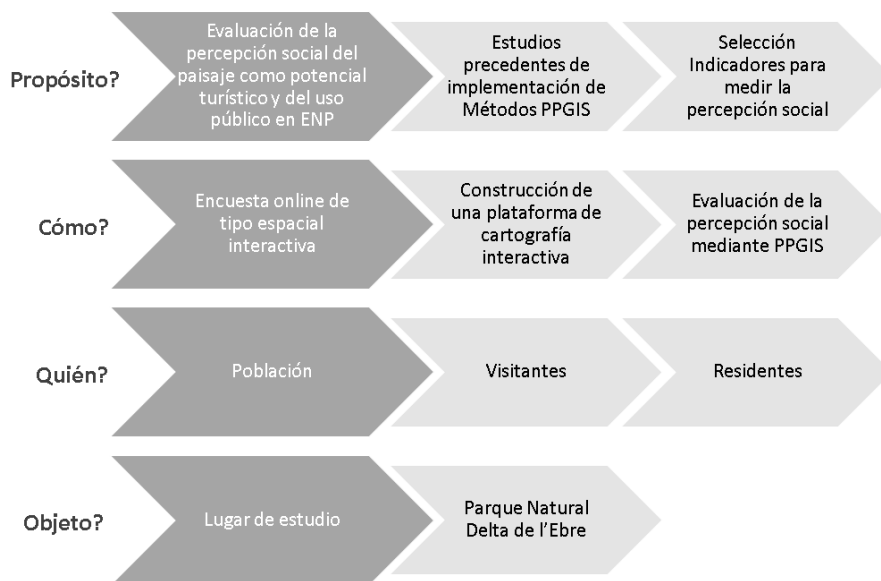 Propósito?
Evaluación de la
percepción social del
paisaje como potencial
turístico y del uso
público en ENP
Estudios
precedentes de
implementación de
Métodos PPGIS
Selección
Indicadores para
medir la
percepción social
Cómo?
Encuesta online de
tipo espacial
interactiva
Construcción de
una plataforma de
cartografía
interactiva
Evaluación de la
percepción social
mediante PPGIS
Quién?
Población
Visitantes
Residentes
Objeto?
Lugar de estudio
Parque Natural
Delta de l'Ebre